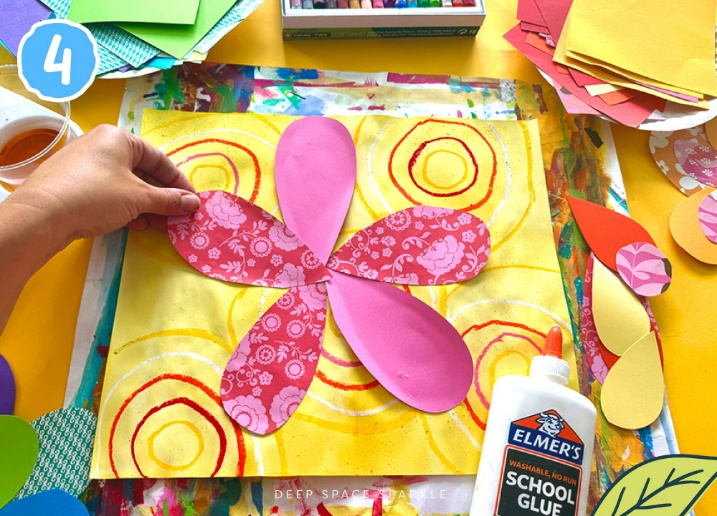 4
ELMER'S
WASHABLE, NO RUN
SCHOOL
GLUE
DEEP SPACE SPARKLE